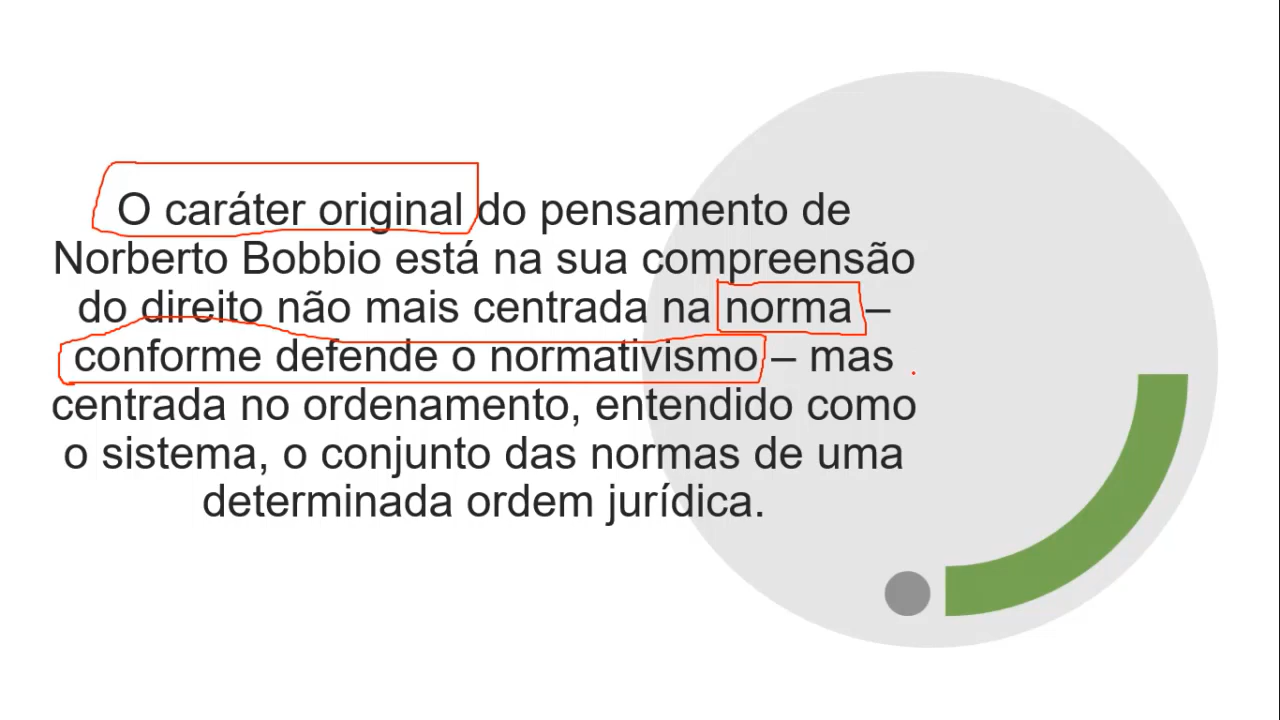 O caráter original do pensamento de
Norberto Bobbio está na sua compreensão
do direito não mais centrada na norma –
conforme defende o normativismo – mas
centrada no ordenamento, entendido como
o sistema, o conjunto das normas de uma
determinada ordem jurídica.